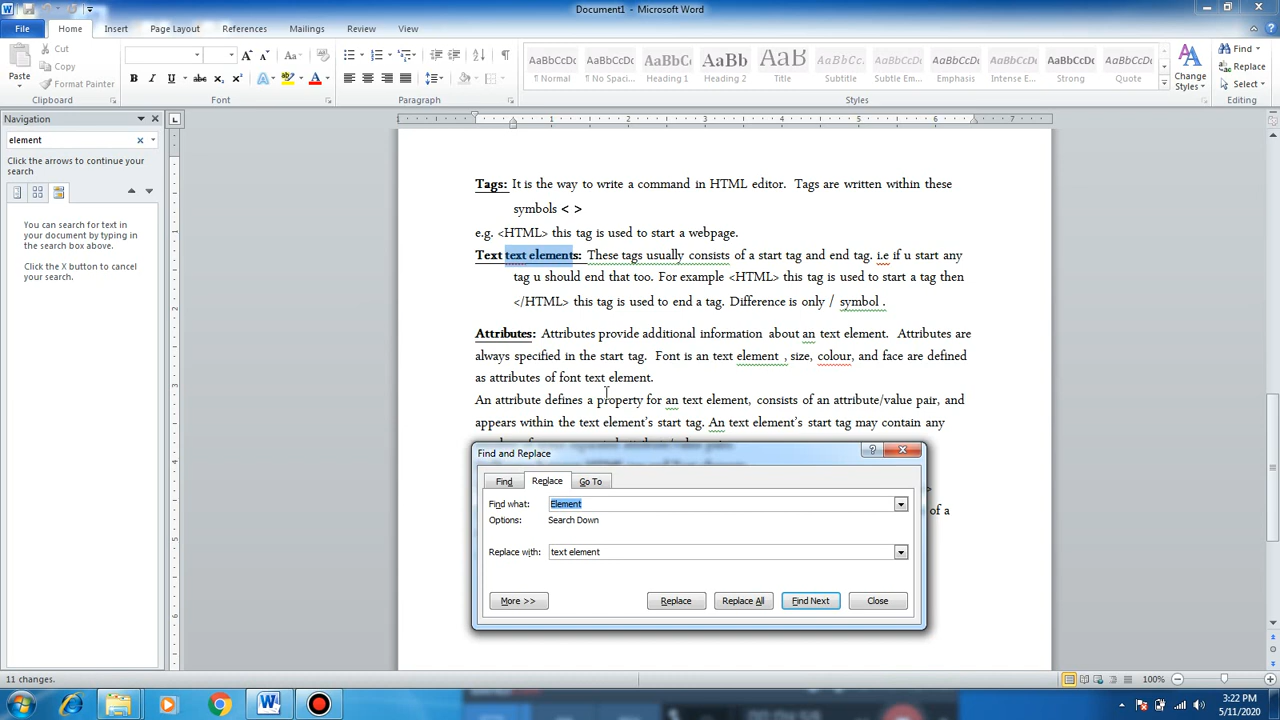 Document1 - Microsoft Word
File Home Insert Page Layout References Mailings Review View
Paste
Cut
Copy
Format Painter
Clipboard
Font
Paragraph
AaBbCcDc AaBbCcDc AaBbC AaBbCc AaB AaBbCcI AaBbCcDc AaBbCcDc AaBbCcDc AaBbCcDc AaBbCcDc
¶ Normal ¶ No Spaci... Heading 1 Heading 2 Title Subtitle Subtle Em... Emphasis Intense E... Strong Quote
Styles
Change
Styles
Find
Replace
Select
Editing
Navigation
element
Click the arrows to continue your
search
You can search for text in
your document by typing in
the search box above.
Click the X button to cancel
your search.
Tags: It is the way to write a command in HTML editor. Tags are written within these
symbols < >
e.g. <HTML> this tag is used to start a webpage.
Text text elements: These tags usually consists of a start tag and end tag. i.e if u start any
tag u should end that too. For example <HTML> this tag is used to start a tag then
</HTML> this tag is used to end a tag. Difference is only / symbol .
Attributes: Attributes provide additional information about an text element. Attributes are
always specified in the start tag. Font is an text element , size, colour, and face are defined
as attributes of font text element.
An attribute defines a property for an text element, consists of an attribute/value pair, and
appears within the text element's start tag. An text element's start tag may contain any
>
of a
Find and Replace
Find Replace Go To
Find what: Element
Options: Search Down
Replace with: text element
More >> Replace Replace All Find Next Close
11 changes.
100%
3:22 PM
5/11/2020